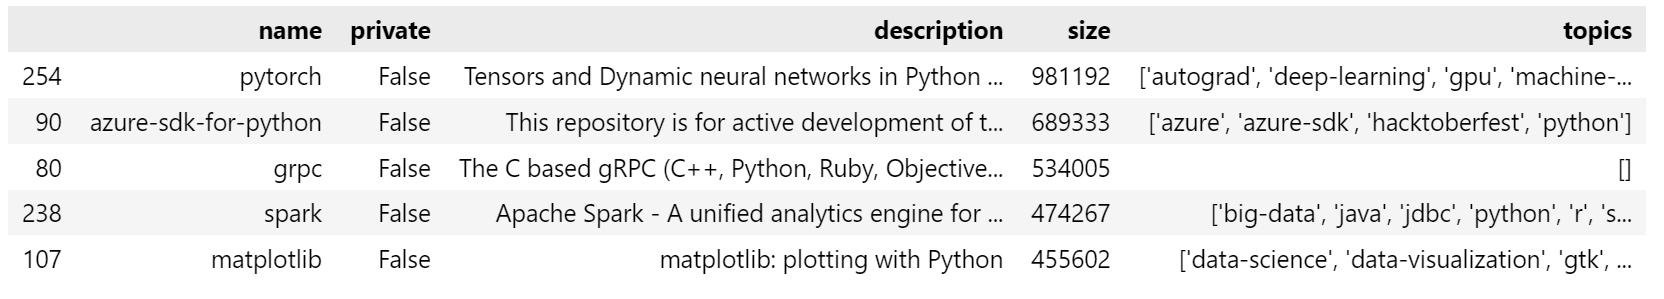 name private description size topics
254 pytorch False Tensors and Dynamic neural networks in Python ... 981192 ['autograd', 'deep-learning', 'gpu', 'machine-...
90 azure-sdk-for-python False This repository is for active development of t... 689333 ['azure', 'azure-sdk', 'hacktoberfest', 'python']
80 grpc False The C based gRPC (C++, Python, Ruby, Objective... 534005 []
238 spark False Apache Spark - A unified analytics engine for ... 474267 ['big-data', 'java', 'jdbc', 'python', 'r', 's...
107 matplotlib False matplotlib: plotting with Python 455602 ['data-science', 'data-visualization', 'gtk', ...